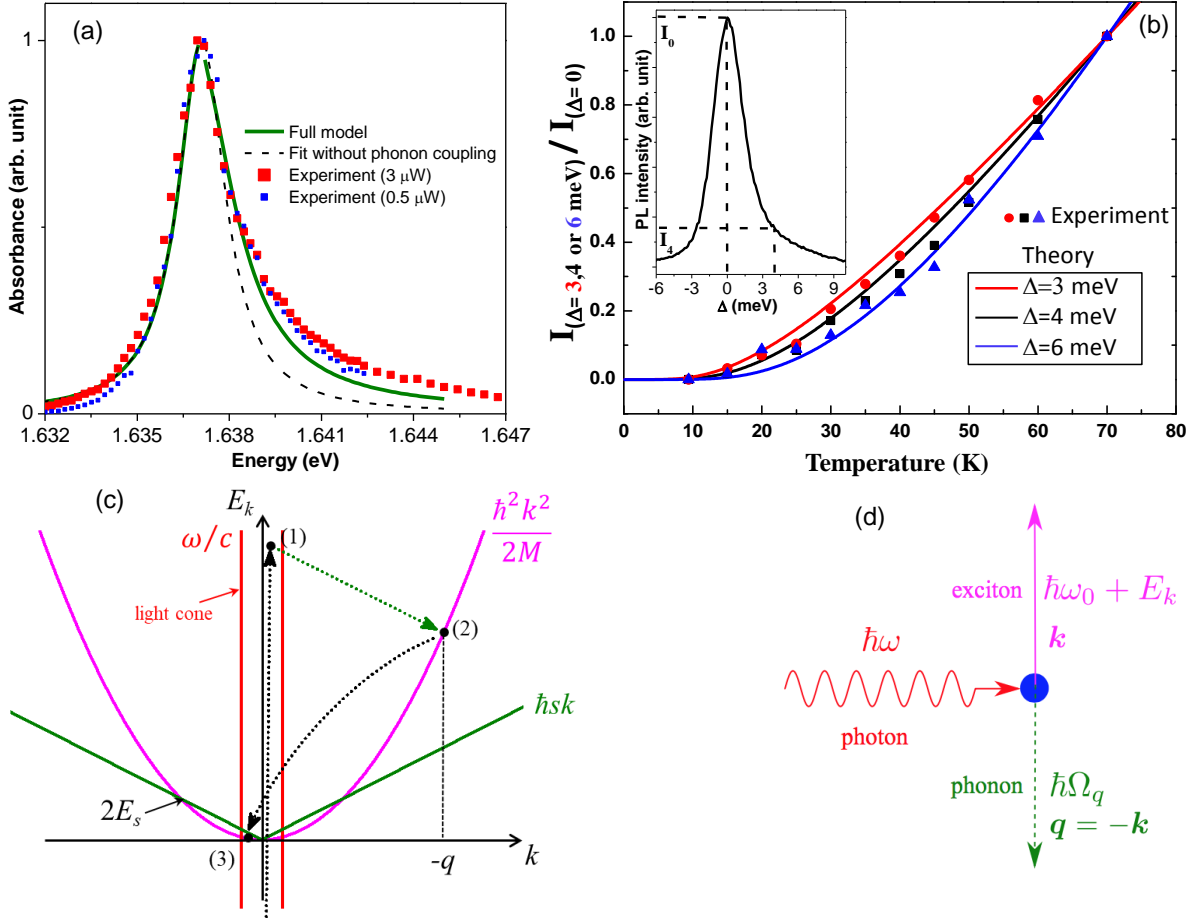 (a)
Absorbance (arb. unit)
1
0
Full model
Fit without phonon coupling
Experiment (3 μW)
Experiment (0.5 μW)
1.632 1.635 1.638 1.641 1.644 1.647
Energy (eV)
(b)
I(Δ= 3,4 or 6 meV) / I(Δ= 0)
1.0
0.8
0.6
0.4
0.2
0.0
PL intensity (arb. unit)
I₀
I₄
-6 -3 0 3 6 9
Δ (meV)
Experiment
Theory
Δ=3 meV
Δ=4 meV
Δ=6 meV
0 10 20 30 40 50 60 70 80
Temperature (K)
(c)
Eₖ
ω/c
(1)
ħ²k²
2M
light cone
(2)
ħsk
2Eₛ
(3)
-q
k
(d)
exciton ħω₀ + Eₖ
k
ħω
photon
phonon ħΩ_q
q = −k